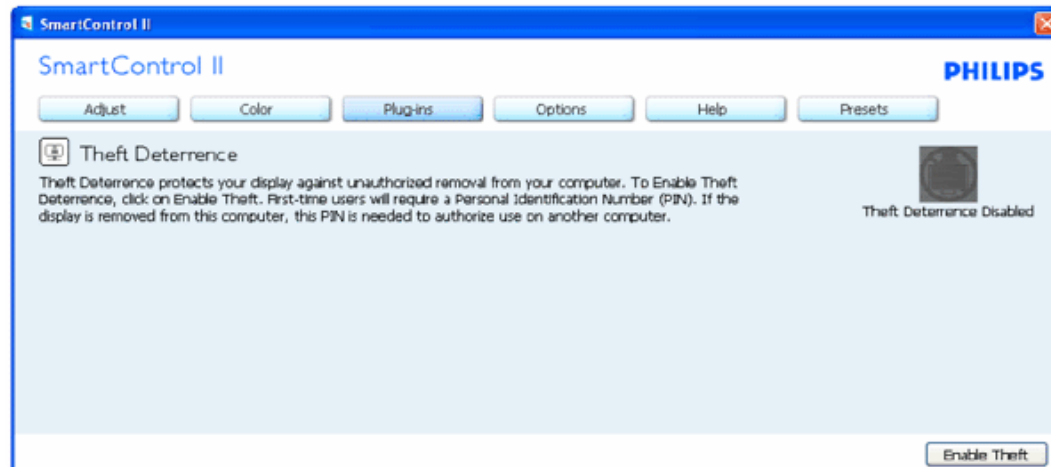 SmartControl II
SmartControl II
PHILIPS
Adjust Color Plug-ins Options Help Presets
Theft Deterrence
Theft Deterrence protects your display against unauthorized removal from your computer. To Enable Theft
Deterrence, click on Enable Theft. First-time users will require a Personal Identification Number (PIN). If the
display is removed from this computer, this PIN is needed to authorize use on another computer.
Theft Deterrence Disabled
Enable Theft